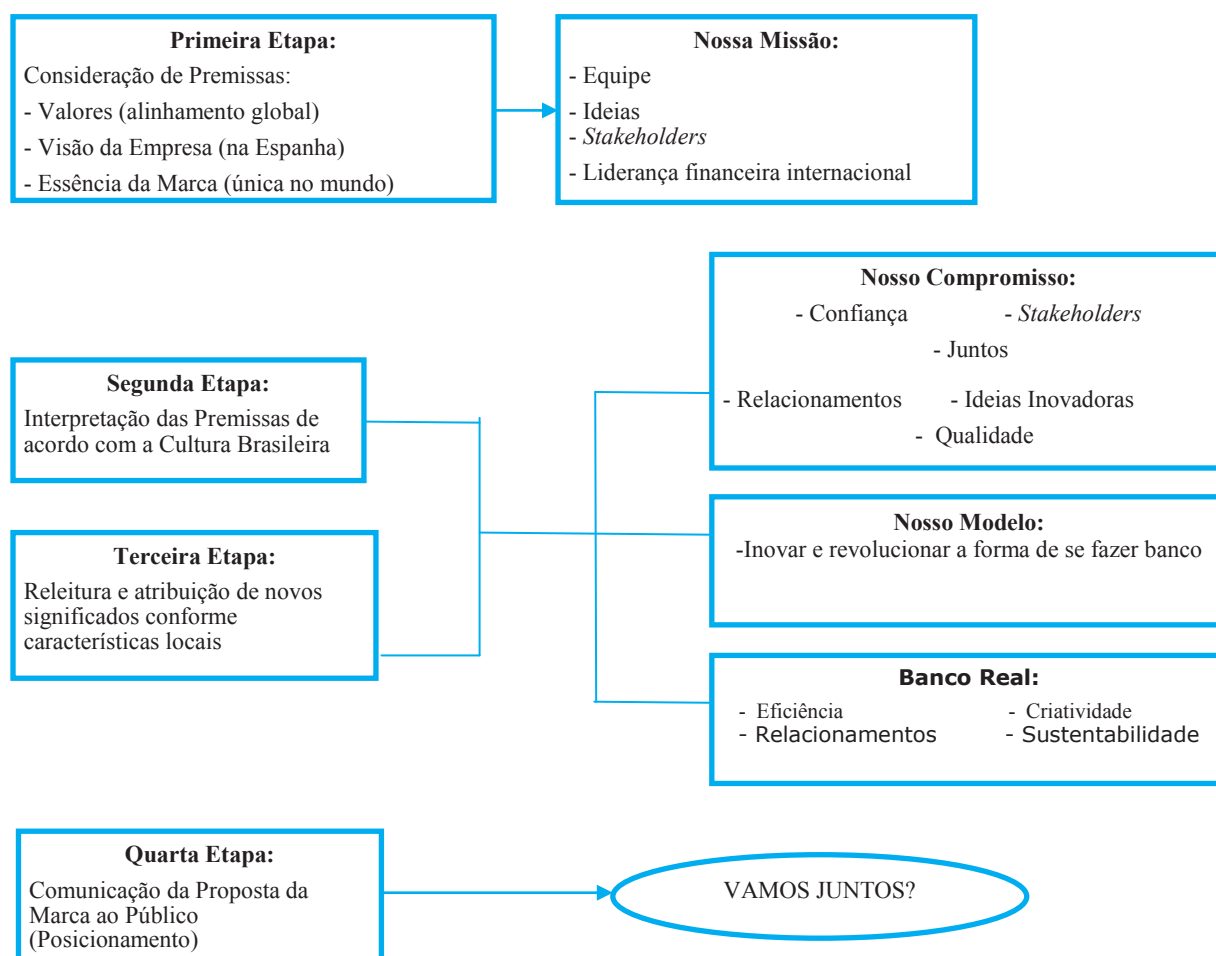 Primeira Etapa:
Consideração de Premissas:
- Valores (alinhamento global)
- Visão da Empresa (na Espanha)
- Essência da Marca (única no mundo)
Nossa Missão:
- Equipe
- Ideias
- Stakeholders
- Liderança financeira internacional
Segunda Etapa:
Interpretação das Premissas de
acordo com a Cultura Brasileira
Terceira Etapa:
Releitura e atribuição de novos
significados conforme
características locais
Nosso Compromisso:
- Confiança - Stakeholders
- Juntos
- Relacionamentos - Ideias Inovadoras
- Qualidade
Nosso Modelo:
-Inovar e revolucionar a forma de se fazer banco
Banco Real:
- Eficiência - Criatividade
- Relacionamentos - Sustentabilidade
Quarta Etapa:
Comunicação da Proposta da
Marca ao Público
(Posicionamento)
VAMOS JUNTOS?